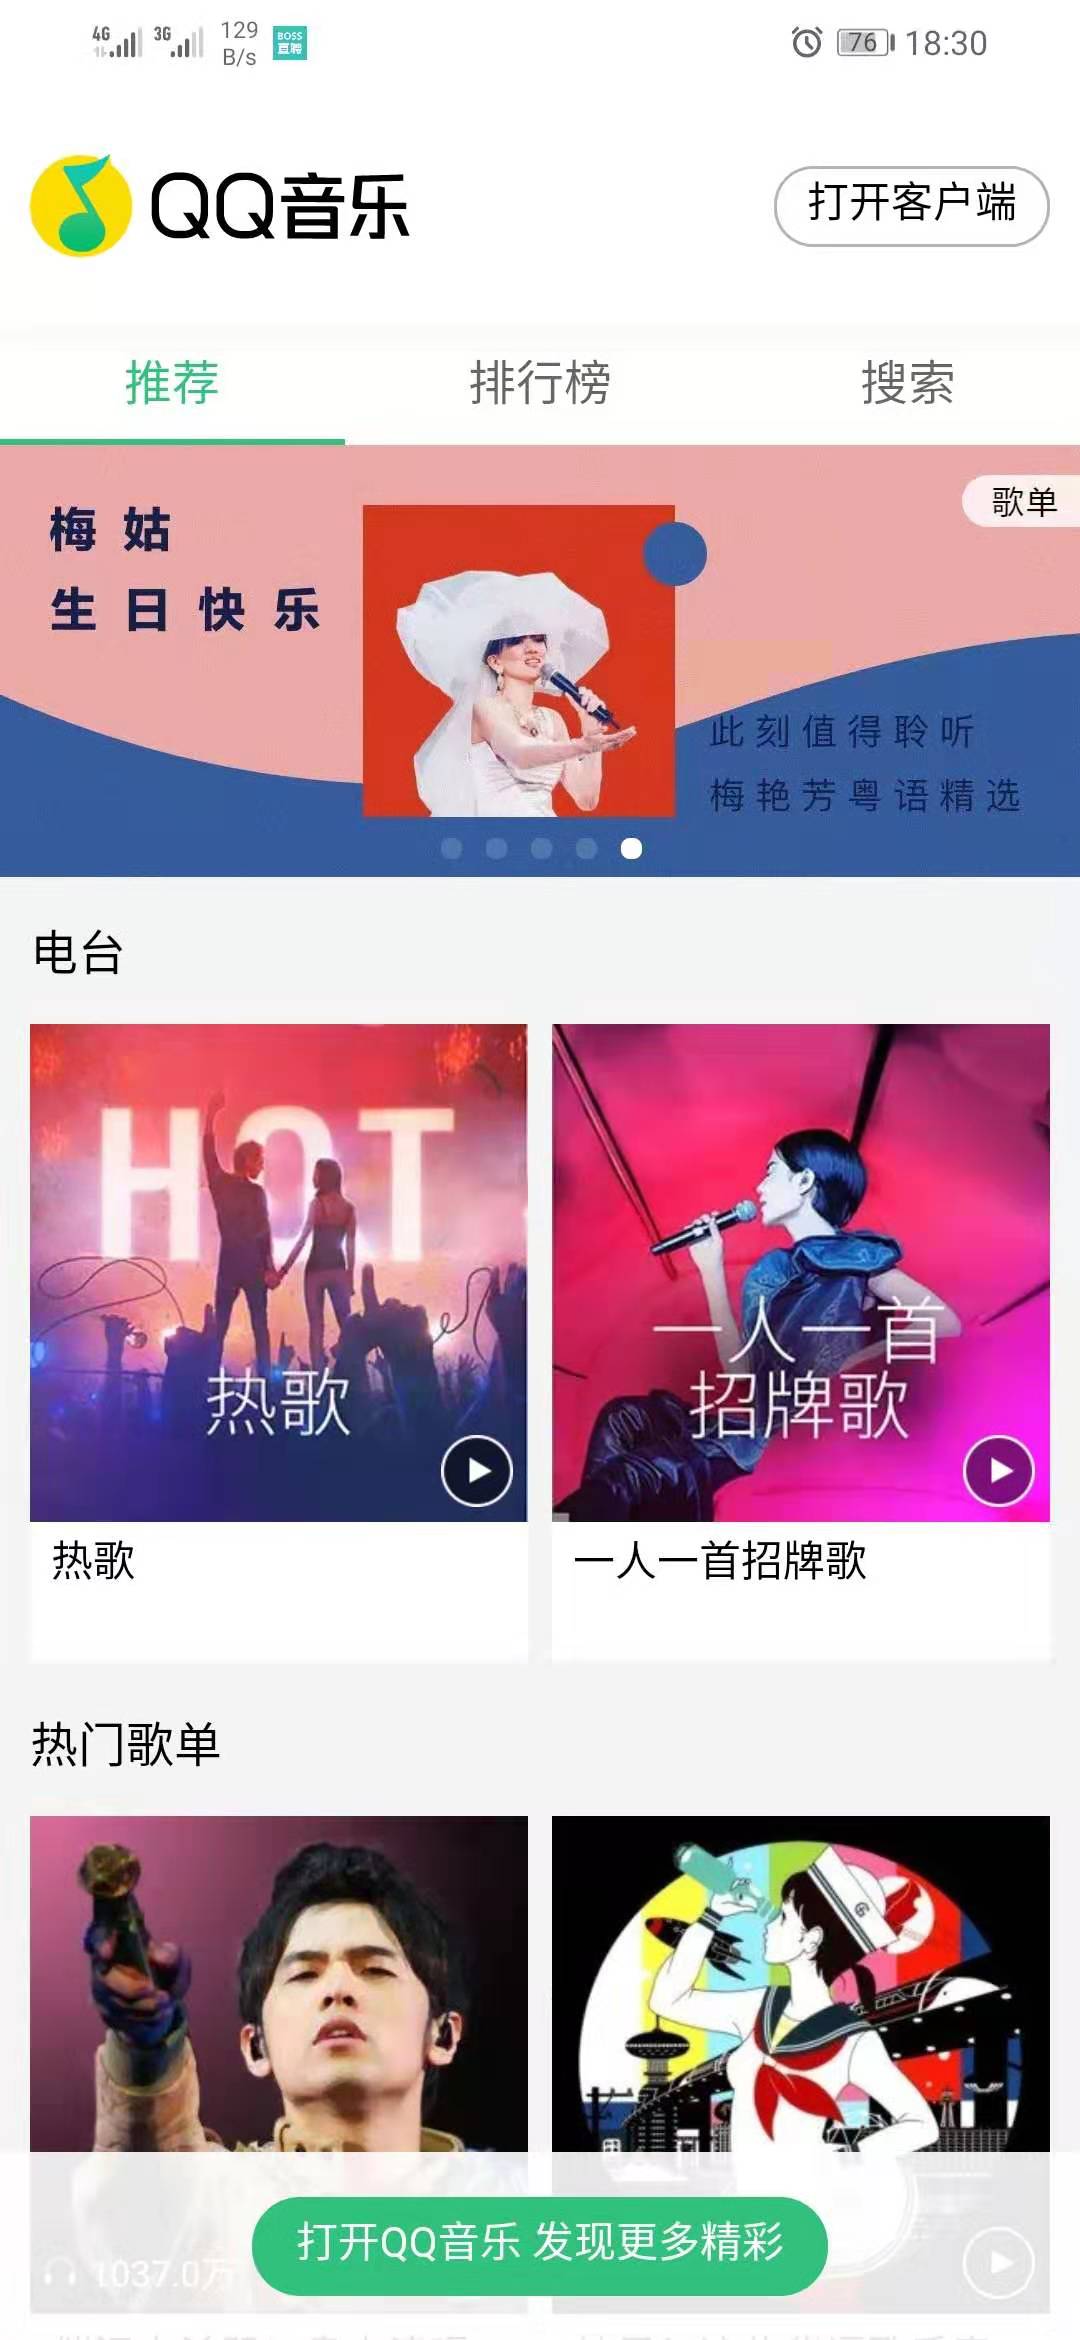 4G 3G 129 B/s BOSS直聘 76 18:30
QQ音乐 打开客户端
推荐 排行榜 搜索
歌单
梅姑
生日快乐
此刻值得聆听
梅艳芳粤语精选
电台
HOT
热歌
一人一首
招牌歌
热歌 一人一首招牌歌
热门歌单
1037.0万
打开QQ音乐 发现更多精彩